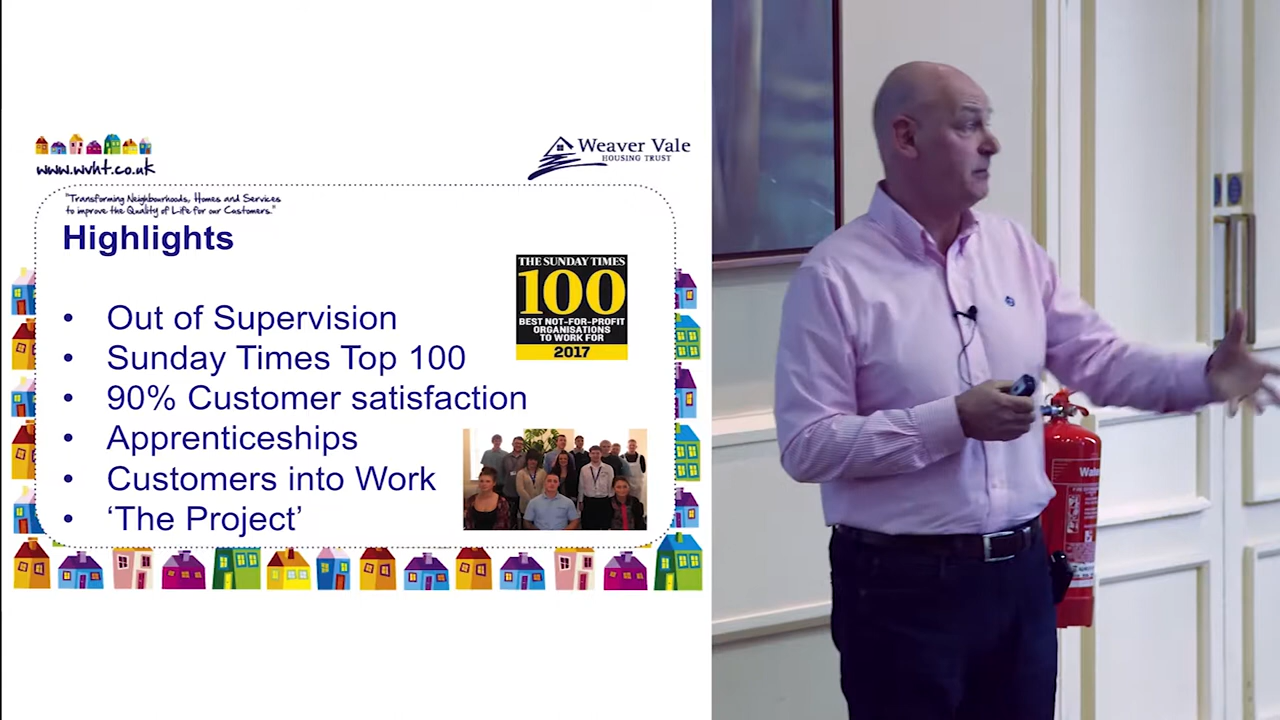 www.wvht.co.uk
Weaver Vale
HOUSING TRUST
"Transforming Neighbourhoods, Homes and Services
to improve the Quality of Life for our Customers."
Highlights
• Out of Supervision
• Sunday Times Top 100
• 90% Customer satisfaction
• Apprenticeships
• Customers into Work
• ‘The Project’
THE SUNDAY TIMES
100
BEST NOT-FOR-PROFIT
ORGANISATIONS
TO WORK FOR
2017